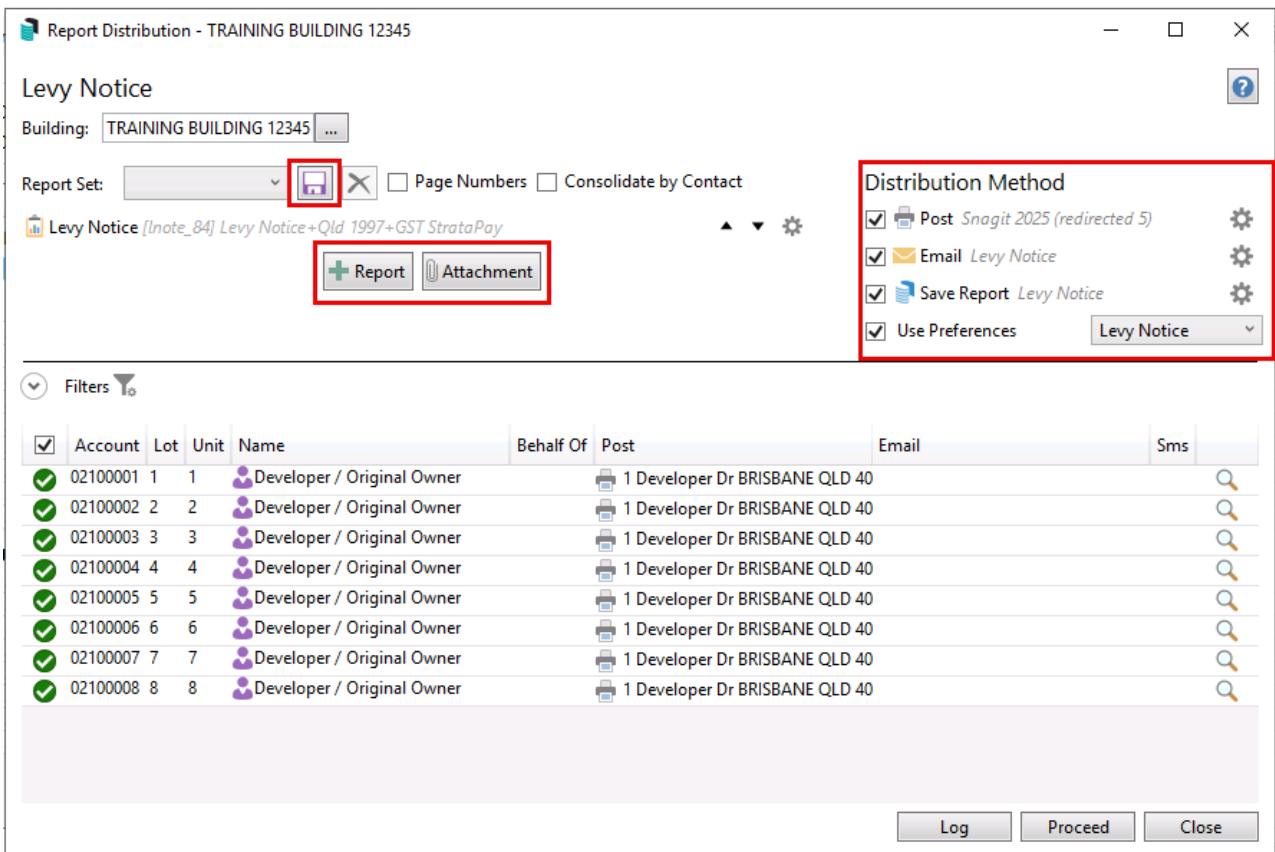 Report Distribution - TRAINING BUILDING 12345
Levy Notice
Building: TRAINING BUILDING 12345 ...
Report Set: Page Numbers Consolidate by Contact
Levy Notice [lnote_84] Levy Notice+Qld 1997+GST StrataPay
Report Attachment
Distribution Method
Post Snagit 2025 (redirected 5)
Email Levy Notice
Save Report Levy Notice
Use Preferences Levy Notice
Filters
Account Lot Unit Name Behalf Of Post Email Sms
02100001 1 1 Developer / Original Owner 1 Developer Dr BRISBANE QLD 40
02100002 2 2 Developer / Original Owner 1 Developer Dr BRISBANE QLD 40
02100003 3 3 Developer / Original Owner 1 Developer Dr BRISBANE QLD 40
02100004 4 4 Developer / Original Owner 1 Developer Dr BRISBANE QLD 40
02100005 5 5 Developer / Original Owner 1 Developer Dr BRISBANE QLD 40
02100006 6 6 Developer / Original Owner 1 Developer Dr BRISBANE QLD 40
02100007 7 7 Developer / Original Owner 1 Developer Dr BRISBANE QLD 40
02100008 8 8 Developer / Original Owner 1 Developer Dr BRISBANE QLD 40
Log Proceed Close